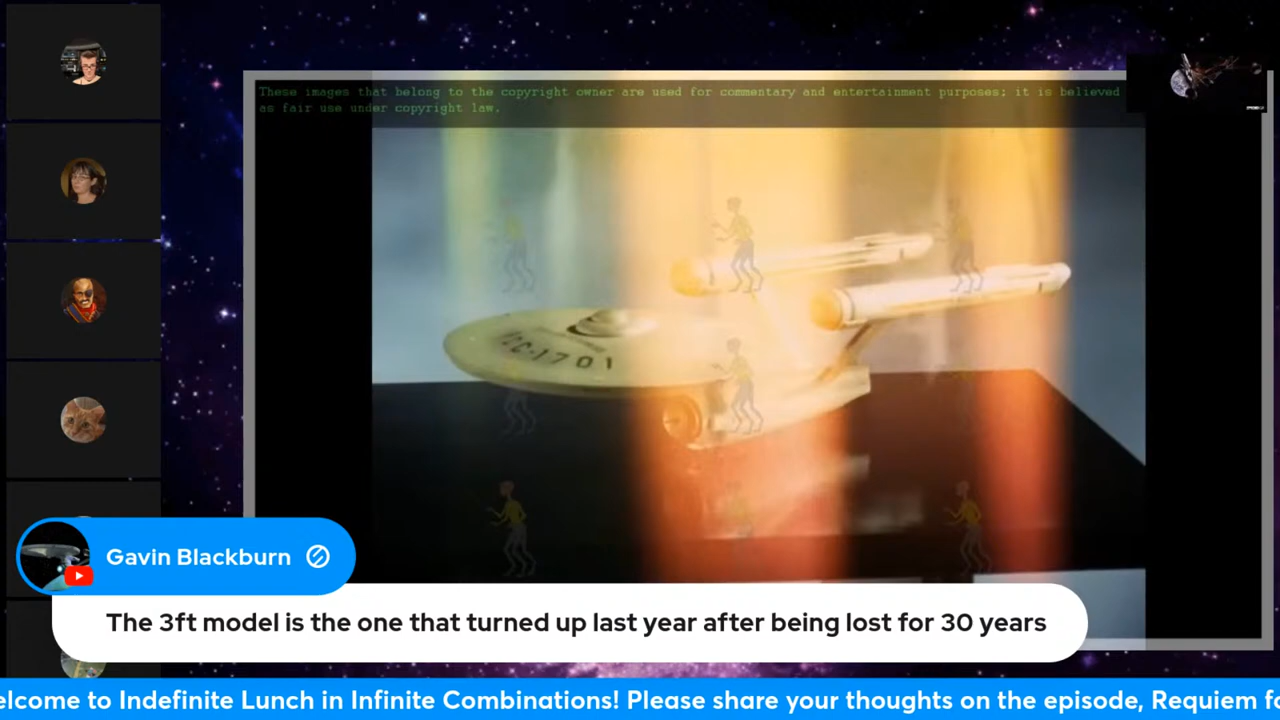 These images that belong to the copyright owner are used for commentary and entertainment purposes; it is believed
as fair use under copyright law.
NCC-1701
Gavin Blackburn
The 3ft model is the one that turned up last year after being lost for 30 years
elcome to Indefinite Lunch in Infinite Combinations! Please share your thoughts on the episode, Requiem fo